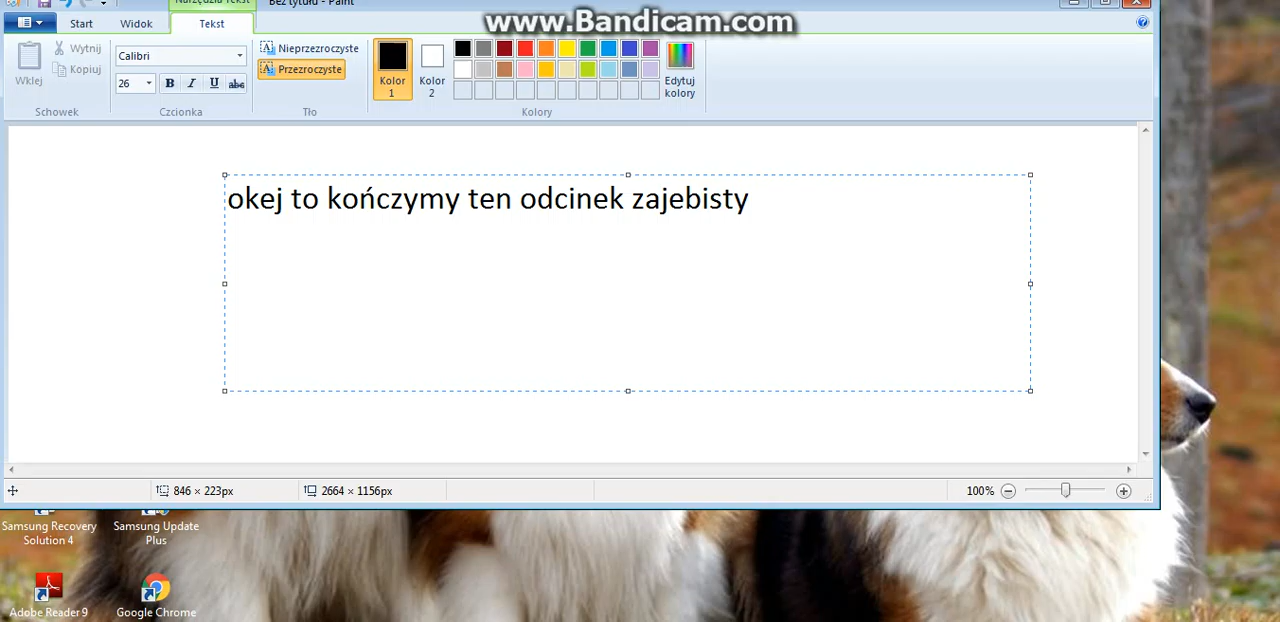 Narzędzia Tekst
Bez tytułu - Paint
www.Bandicam.com
Start
Widok
Tekst
Wklej
Wytnij
Kopiuj
Schowek
Calibri
26
B I U abc
Czcionka
Nieprzezroczyste
Przezroczyste
Tło
Kolor
1
Kolor
2
Edytuj
kolory
Kolory
okej to kończymy ten odcinek zajebisty
846 × 223px
2664 × 1156px
100%
Samsung Recovery
Solution 4
Samsung Update
Plus
Adobe Reader 9
Google Chrome